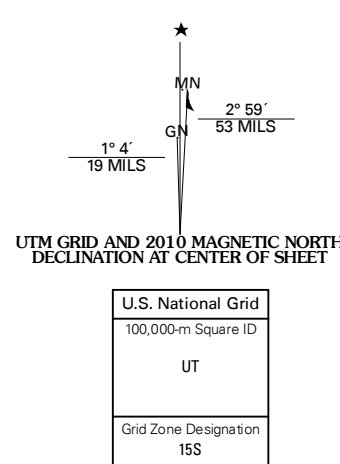 MN
2° 59´
53 MILS
GN
1° 4´
19 MILS
UTM GRID AND 2010 MAGNETIC NORTH
DECLINATION AT CENTER OF SHEET
U.S. National Grid
100,000-m Square ID
UT
Grid Zone Designation
15S